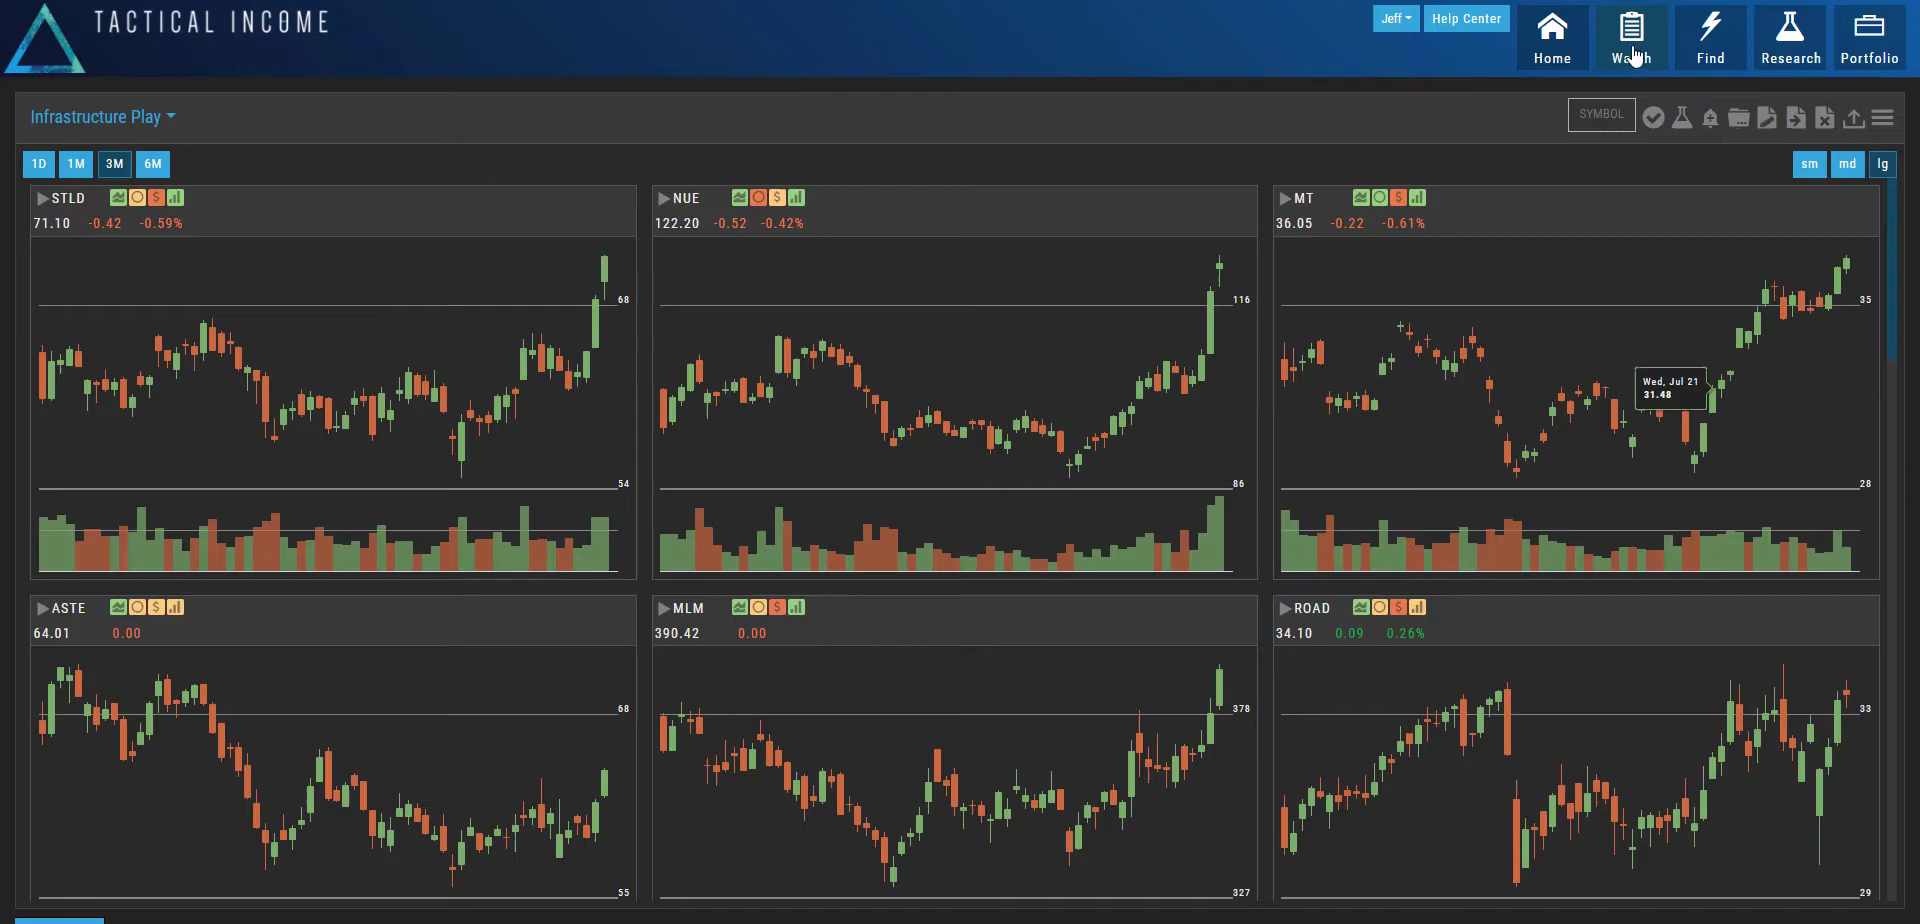 TACTICAL INCOME
Jeff
Help Center
Home
Watch
Find
Research
Portfolio
Infrastructure Play
SYMBOL
1D 1M 3M 6M
sm md lg
STLD
71.10 -0.42 -0.59%
68
54
NUE
122.20 -0.52 -0.42%
116
86
MT
36.05 -0.22 -0.61%
35
Wed, Jul 21
31.48
28
ASTE
64.01 0.00
68
55
MLM
390.42 0.00
378
327
ROAD
34.10 0.09 0.26%
33
29